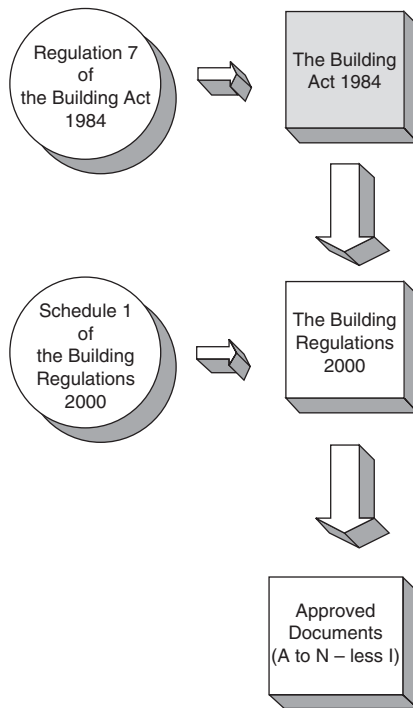 Regulation 7
of
the Building Act
1984
The Building
Act 1984
Schedule 1
of
the Building
Regulations
2000
The Building
Regulations
2000
Approved
Documents
(A to N – less I)